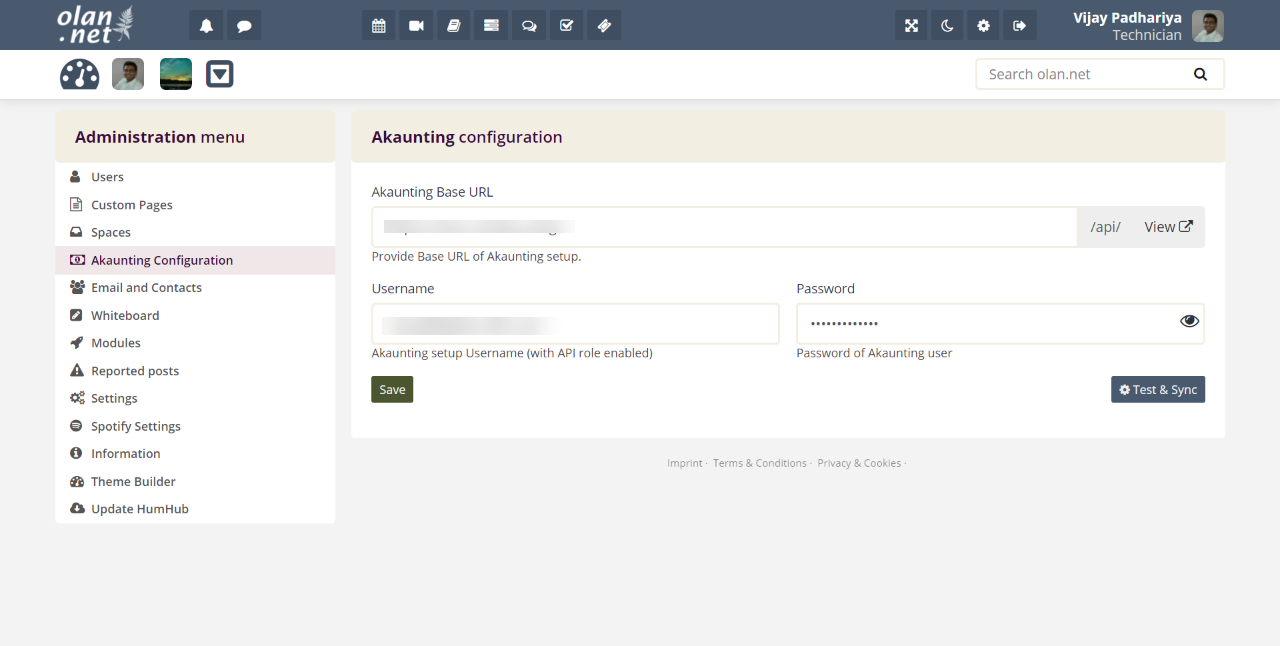 olan
.net
Vijay Padhariya
Technician
Search olan.net
Administration menu
Users
Custom Pages
Spaces
Akaunting Configuration
Email and Contacts
Whiteboard
Modules
Reported posts
Settings
Spotify Settings
Information
Theme Builder
Update HumHub
Akaunting configuration
Akaunting Base URL
/api/ View
Provide Base URL of Akaunting setup.
Username
Akaunting setup Username (with API role enabled)
Password
•••••••••••••
Password of Akaunting user
Save
Test & Sync
Imprint · Terms & Conditions · Privacy & Cookies ·